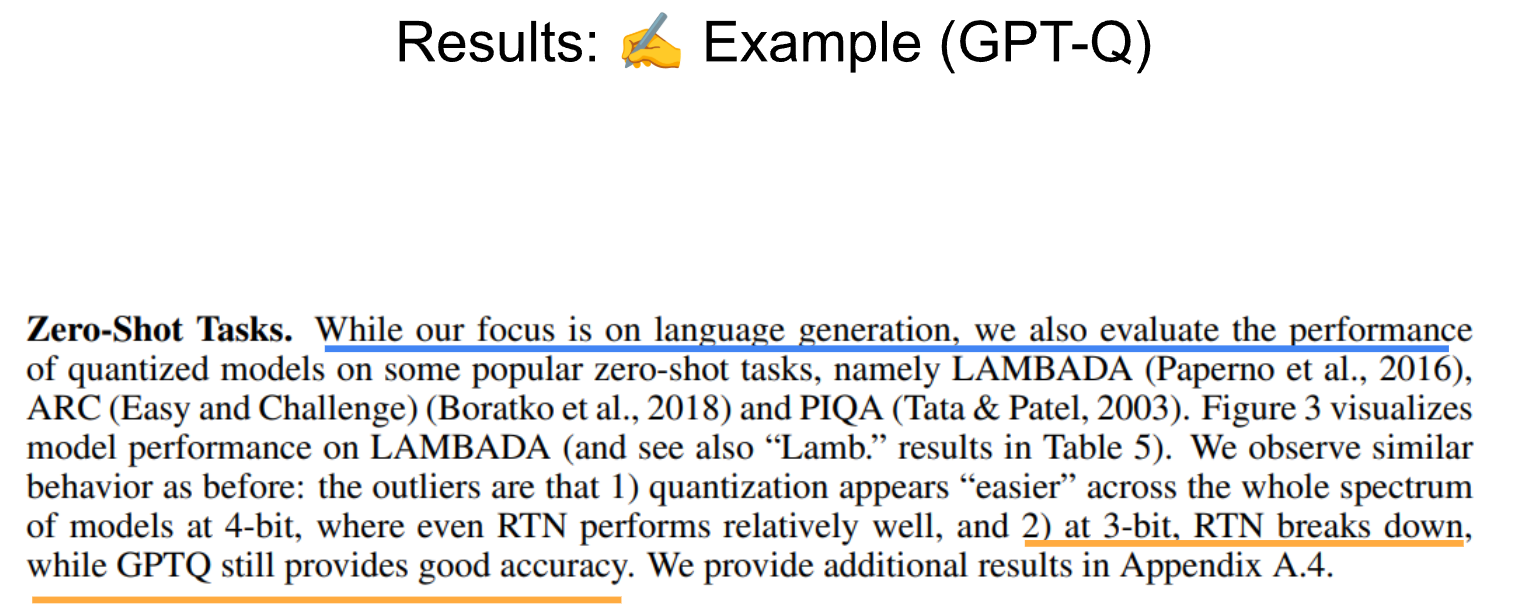 Results: ✍️ Example (GPT-Q)
Zero-Shot Tasks. While our focus is on language generation, we also evaluate the performance
of quantized models on some popular zero-shot tasks, namely LAMBADA (Paperno et al., 2016),
ARC (Easy and Challenge) (Boratko et al., 2018) and PIQA (Tata & Patel, 2003). Figure 3 visualizes
model performance on LAMBADA (and see also “Lamb.” results in Table 5). We observe similar
behavior as before: the outliers are that 1) quantization appears “easier” across the whole spectrum
of models at 4-bit, where even RTN performs relatively well, and 2) at 3-bit, RTN breaks down,
while GPTQ still provides good accuracy. We provide additional results in Appendix A.4.